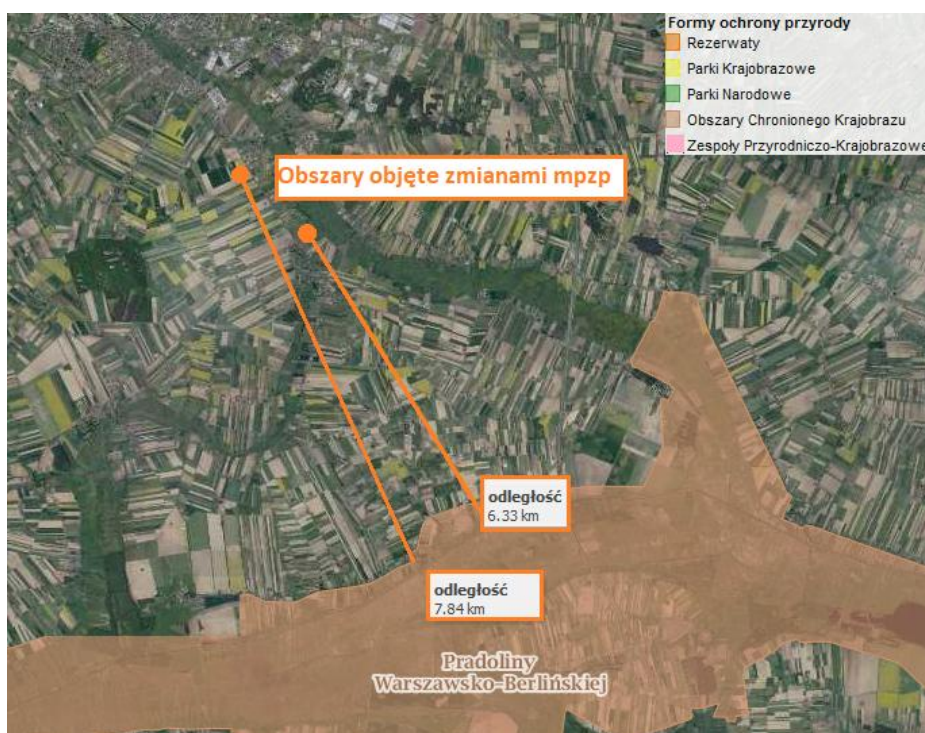 Formy ochrony przyrody
Rezerwaty
Parki Krajobrazowe
Parki Narodowe
Obszary Chronionego Krajobrazu
Zespoły Przyrodniczo-Krajobrazowe
Obszary objęte zmianami mpzp
odległość
6.33 km
odległość
7.84 km
Pradoliny
Warszawsko-Berlińskiej